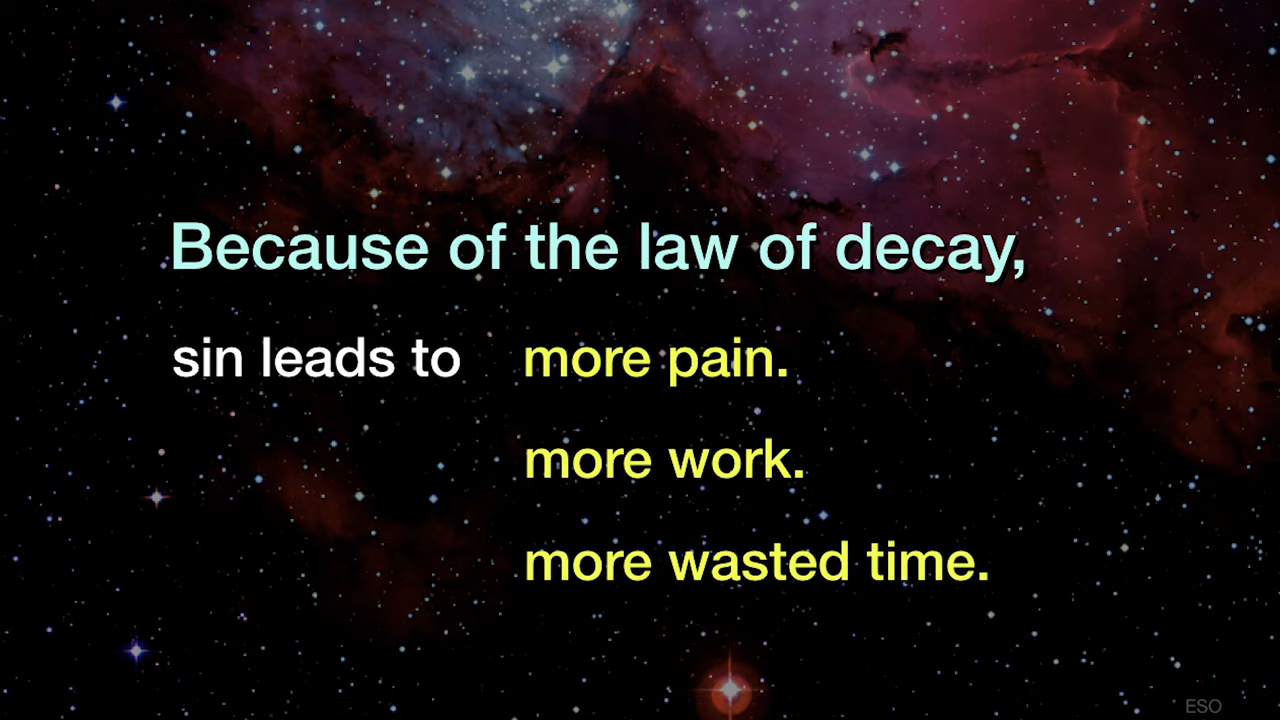 Because of the law of decay,
sin leads to more pain.
more work.
more wasted time.
ESO